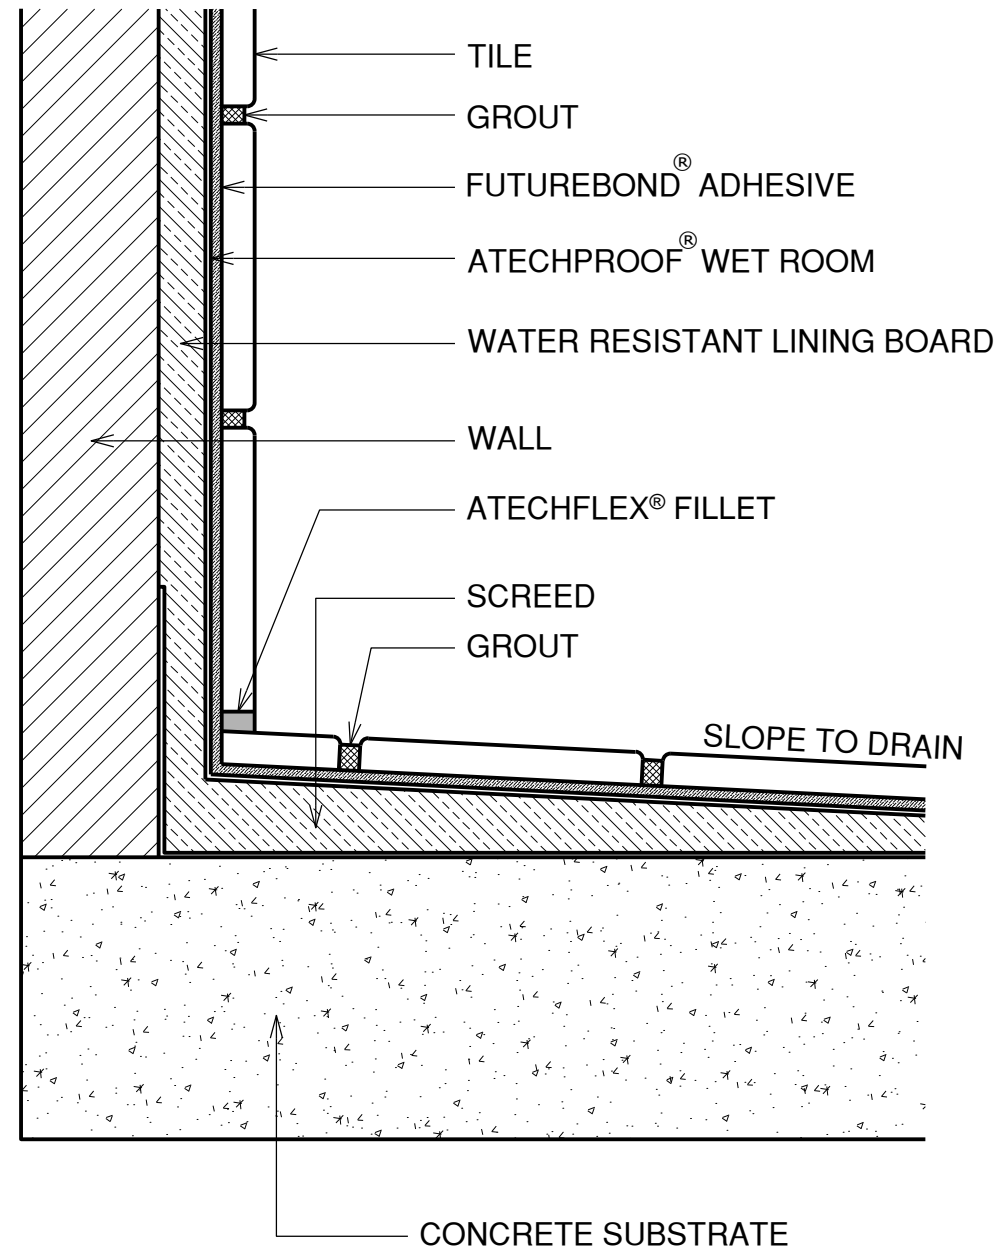 TILE
GROUT
FUTUREBOND® ADHESIVE
ATECHPROOF® WET ROOM
WATER RESISTANT LINING BOARD
WALL
ATECHFLEX® FILLET
SCREED
GROUT
SLOPE TO DRAIN
CONCRETE SUBSTRATE